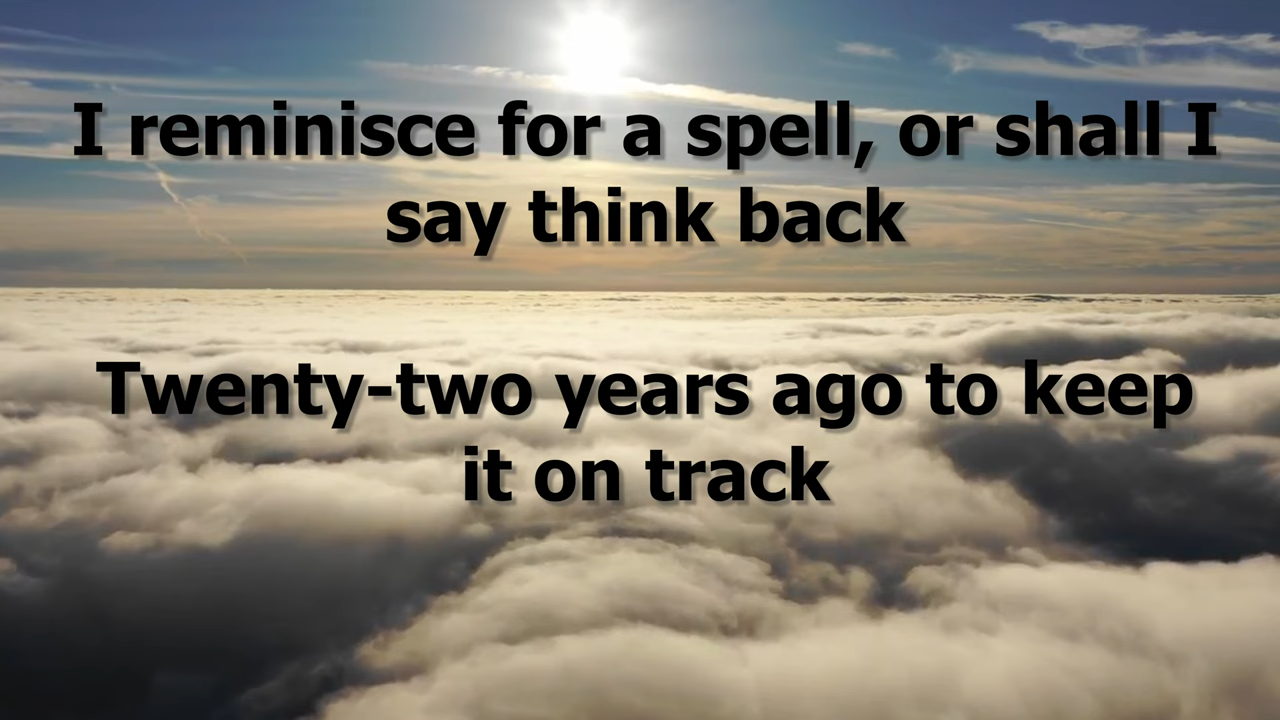 I reminisce for a spell, or shall I
say think back
Twenty-two years ago to keep
it on track